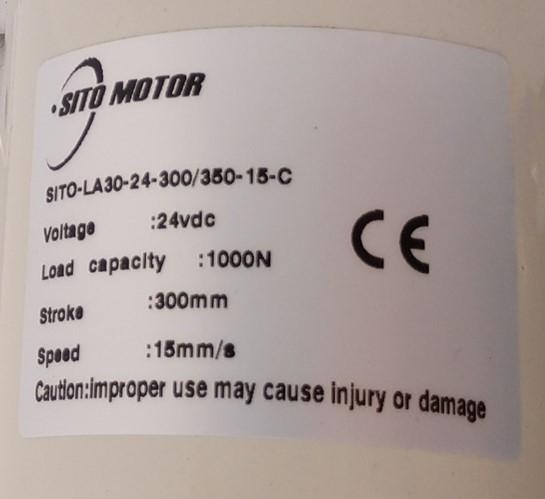 SITO MOTOR
SITO-LA30-24-300/350-15-C
Voltage :24vdc
Load capacity :1000N
Stroke :300mm
Speed :15mm/s
Caution:improper use may cause injury or damage
CE